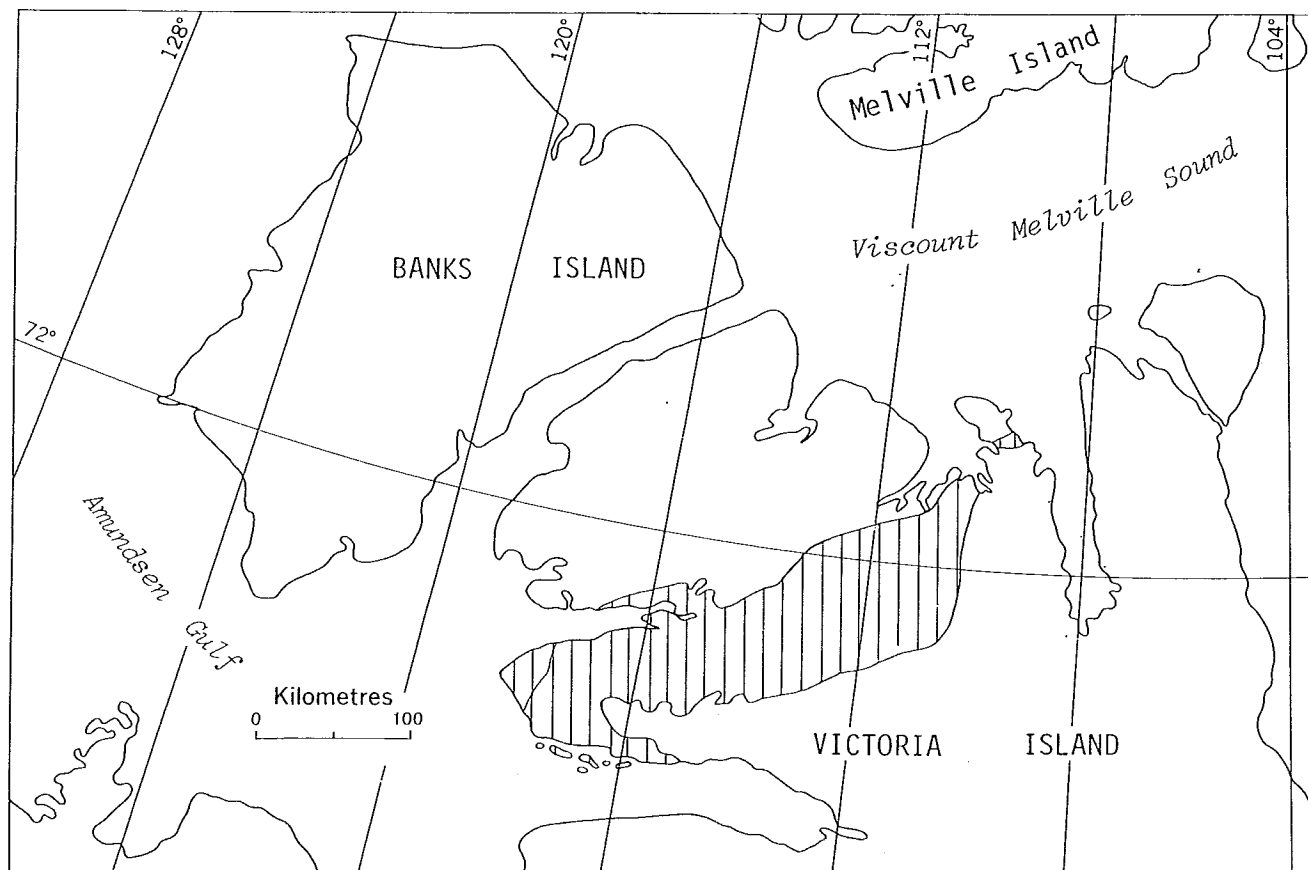 128°
120°
112°
104°
Melville Island
Viscount Melville Sound
BANKS ISLAND
72°
Amundsen
Gulf
Kilometres
0 100
VICTORIA ISLAND